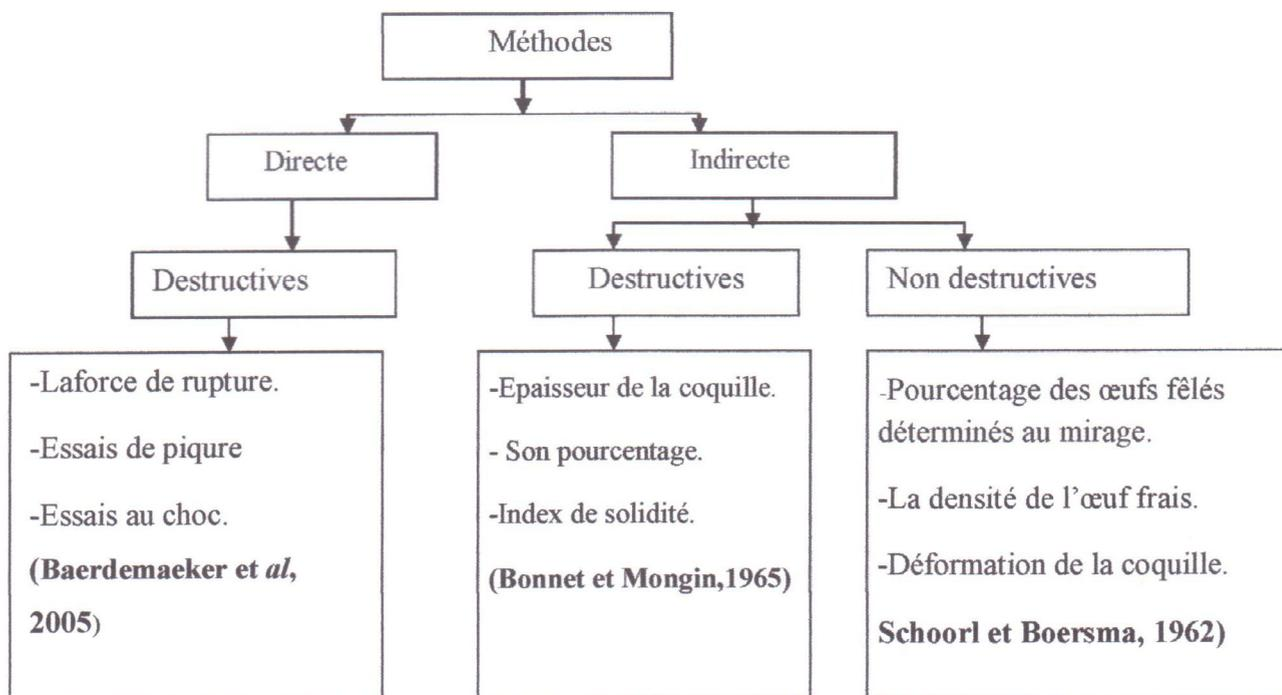 Méthodes
Directe
Indirecte
Destructives
Destructives
Non destructives
-Laforce de rupture.
-Essais de piqure
-Essais au choc.
(Baerdemaeker et al,
2005)
-Epaisseur de la coquille.
- Son pourcentage.
-Index de solidité.
(Bonnet et Mongin,1965)
-Pourcentage des œufs fêlés
déterminés au mirage.
-La densité de l’œuf frais.
-Déformation de la coquille.
Schoorl et Boersma, 1962)